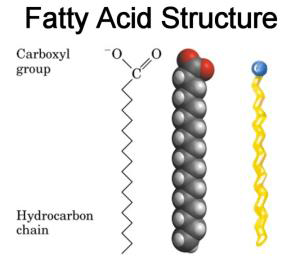 Fatty Acid Structure
Carboxyl
group
⁻O
O
C
C
Hydrocarbon
chain